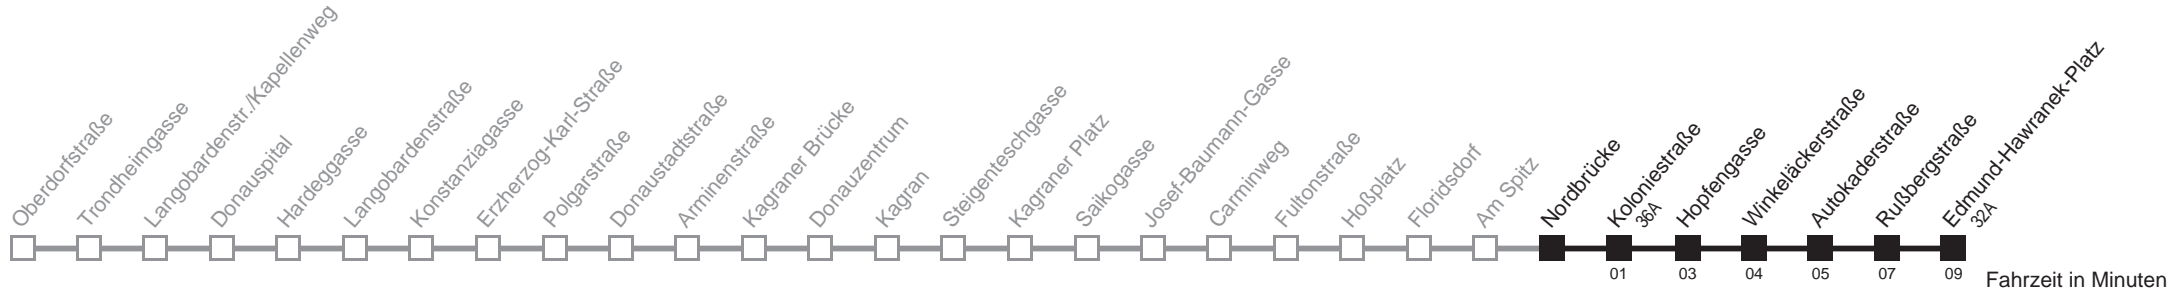 Oberdorfstraße
Trondheimgasse
Langobardenstr./Kapellenweg
Donauspital
Hardeggasse
Langobardenstraße
Konstanziagasse
Erzherzog-Karl-Straße
Polgarstraße
Donaustadtstraße
Arminenstraße
Kagraner Brücke
Donauzentrum
Kagran
Steigenteschgasse
Kagraner Platz
Saikogasse
Josef-Baumann-Gasse
Carminweg
Fultonstraße
Hoßplatz
Floridsdorf
Am Spitz
Nordbrücke
Koloniestraße
36A
Hopfengasse
Winkeläckerstraße
Autokaderstraße
Rußbergstraße
Edmund-Hawranek-Platz
32A
01 03 04 05 07 09
Fahrzeit in Minuten